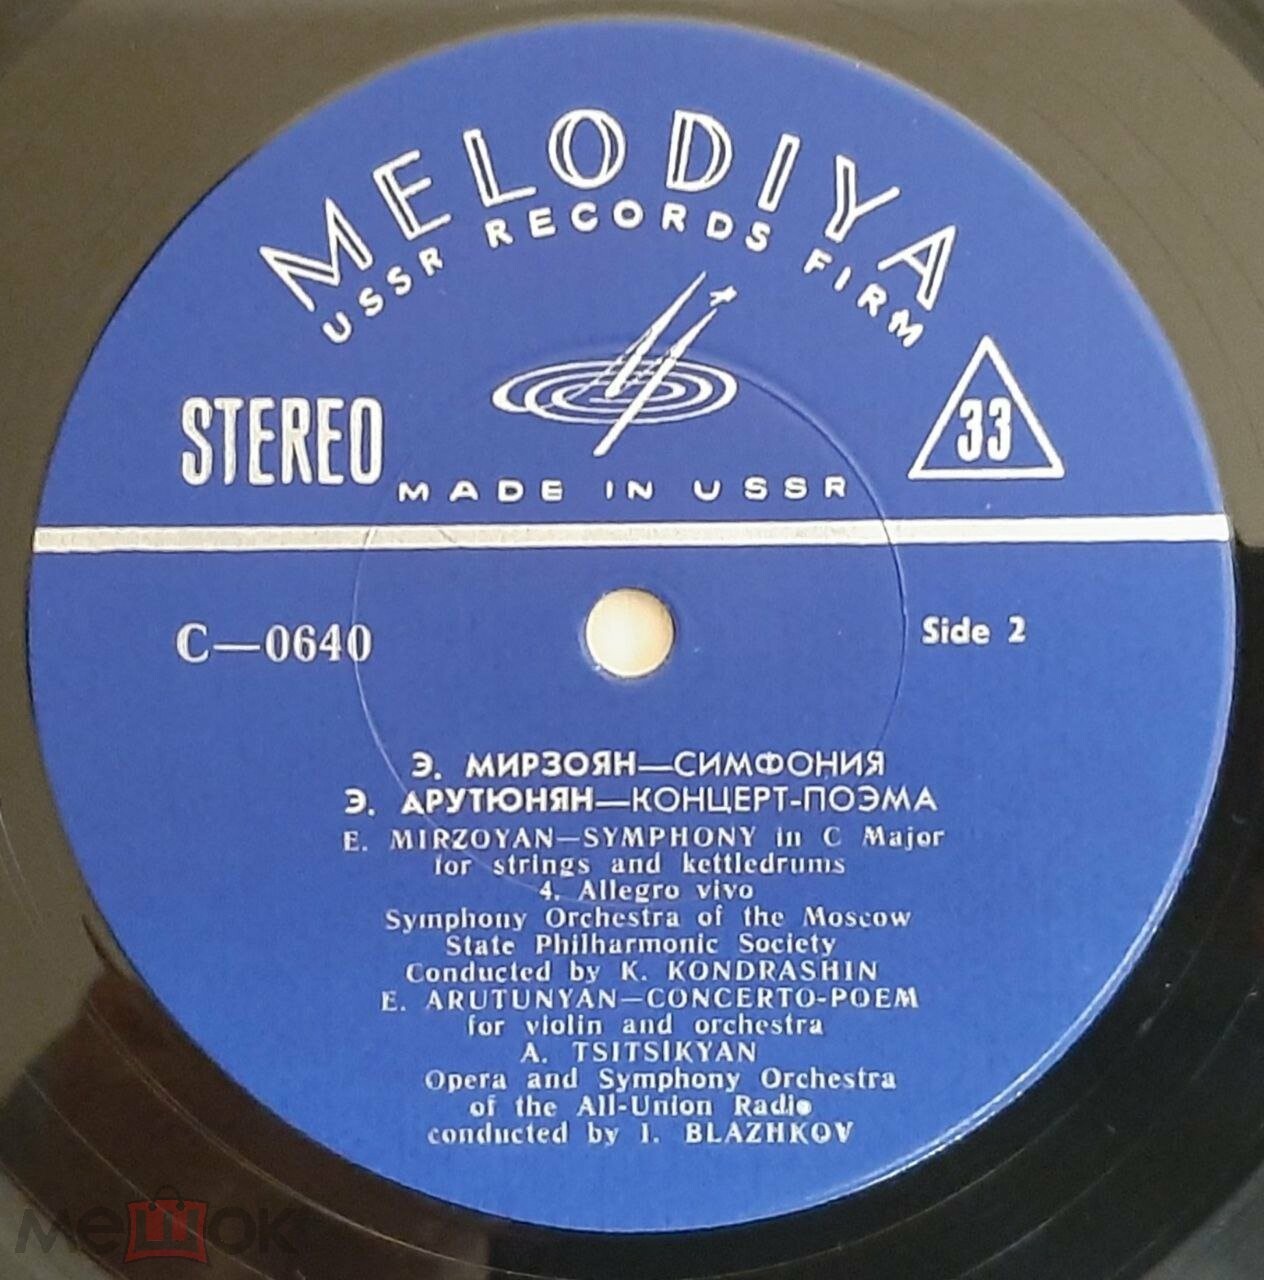 MELODIYA
USSR RECORDS FIRM
STEREO
33
MADE IN USSR
С—0640
Side 2
Э. МИРЗОЯН—СИМФОНИЯ
Э. АРУТЮНЯН—КОНЦЕРТ-ПОЭМА
E. MIRZOYAN—SYMPHONY in C Major
for strings and kettledrums
4. Allegro vivo
Symphony Orchestra of the Moscow
State Philharmonic Society
Conducted by K. KONDRASHIN
E. ARUTUNYAN—CONCERTO-POEM
for violin and orchestra
A. TSITSIKYAN
Opera and Symphony Orchestra
of the All-Union Radio
conducted by I. BLAZHKOV
мешок